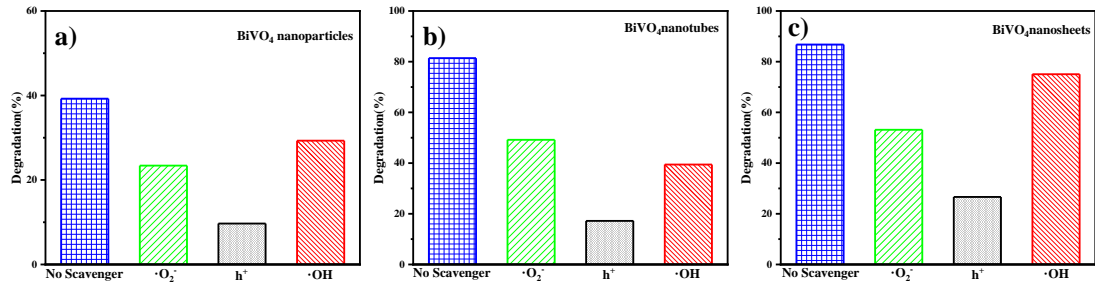 a)
BiVO₄ nanoparticles
Degradation(%)
60
40
20
0
No Scavenger ·O₂⁻ h⁺ ·OH
b)
BiVO₄nanotubes
Degradation(%)
100
80
60
40
20
0
No Scavenger ·O₂⁻ h⁺ ·OH
c)
BiVO₄nanosheets
Degradation(%)
100
80
60
40
20
0
No Scavenger ·O₂⁻ h⁺ ·OH